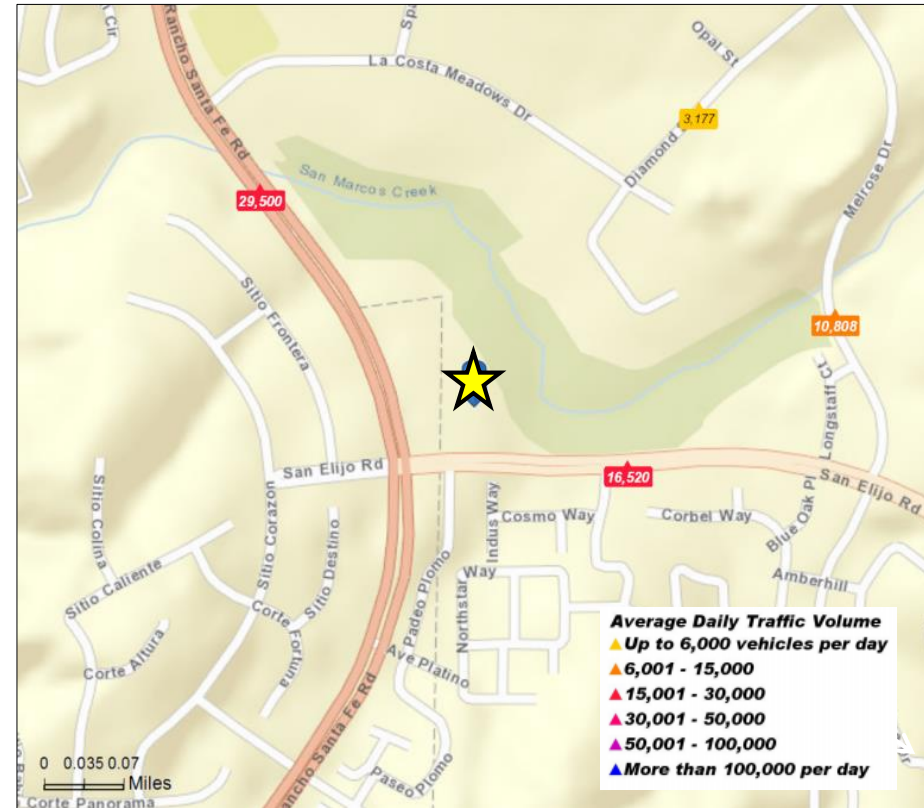 Cir
Rancho Santa Fe Rd
Spa
La Costa Meadows Dr
Opal St
3,177
Diamond
Melrose Dr
San Marcos Creek
29,500
Sitio Frontera
10,808
Longstaff Ct
San Elijo Rd
16,520
San Elijo Rd
Sitio Colina
Sitio Corazon
Sitio Destino
Indus Way
Cosmo Way
Corbel Way
Blue Oak Pl
Sitio Caliente
Padeo Plomo
Northstar Way
Amberhill
Corte Fortuna
Corte Altura
Ave Platino
Average Daily Traffic Volume
Up to 6,000 vehicles per day
6,001 - 15,000
15,001 - 30,000
30,001 - 50,000
50,001 - 100,000
More than 100,000 per day
ancho Santa Fe Rd
Paseo Plomo
0 0.035 0.07
Miles
Corte Panorama